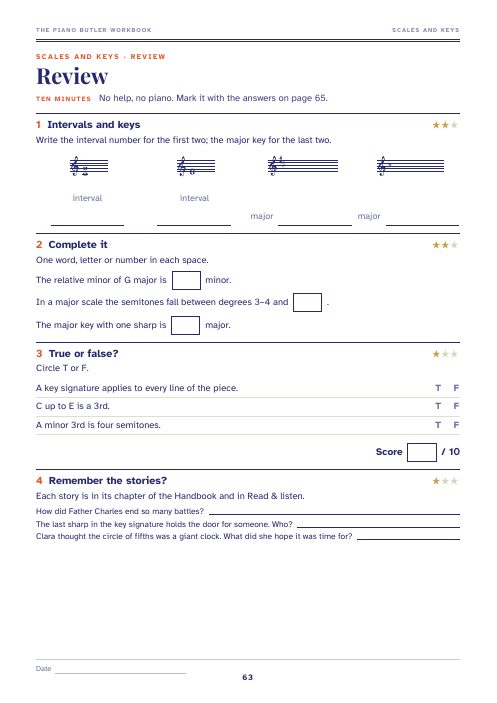 THE PIANO BUTLER WORKBOOK
SCALES AND KEYS
SCALES AND KEYS · REVIEW
Review
TEN MINUTES No help, no piano. Mark it with the answers on page 65.
1 Intervals and keys
Write the interval number for the first two; the major key for the last two.
interval interval
major major
2 Complete it
One word, letter or number in each space.
The relative minor of G major is minor.
In a major scale the semitones fall between degrees 3–4 and .
The major key with one sharp is major.
3 True or false?
Circle T or F.
A key signature applies to every line of the piece. T F
C up to E is a 3rd. T F
A minor 3rd is four semitones. T F
Score / 10
4 Remember the stories?
Each story is in its chapter of the Handbook and in Read & listen.
How did Father Charles end so many battles?
The last sharp in the key signature holds the door for someone. Who?
Clara thought the circle of fifths was a giant clock. What did she hope it was time for?
Date
63